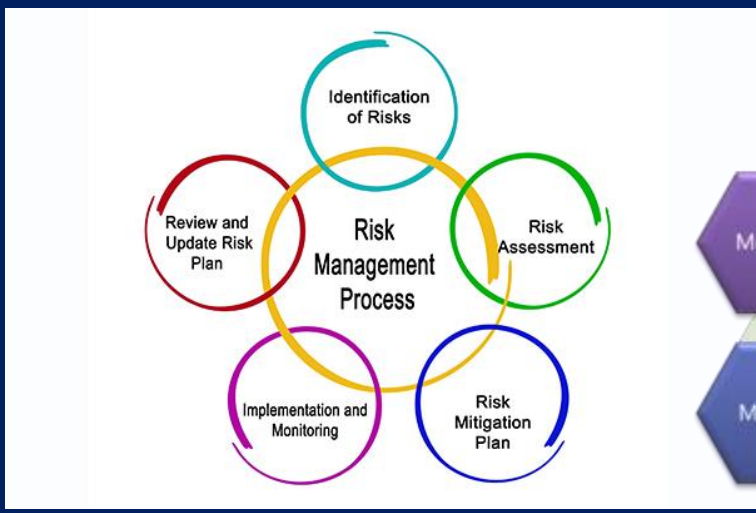 Identification
of Risks
Review and
Update Risk
Plan
Risk
Management
Process
Risk
Assessment
Implementation and
Monitoring
Risk
Mitigation
Plan